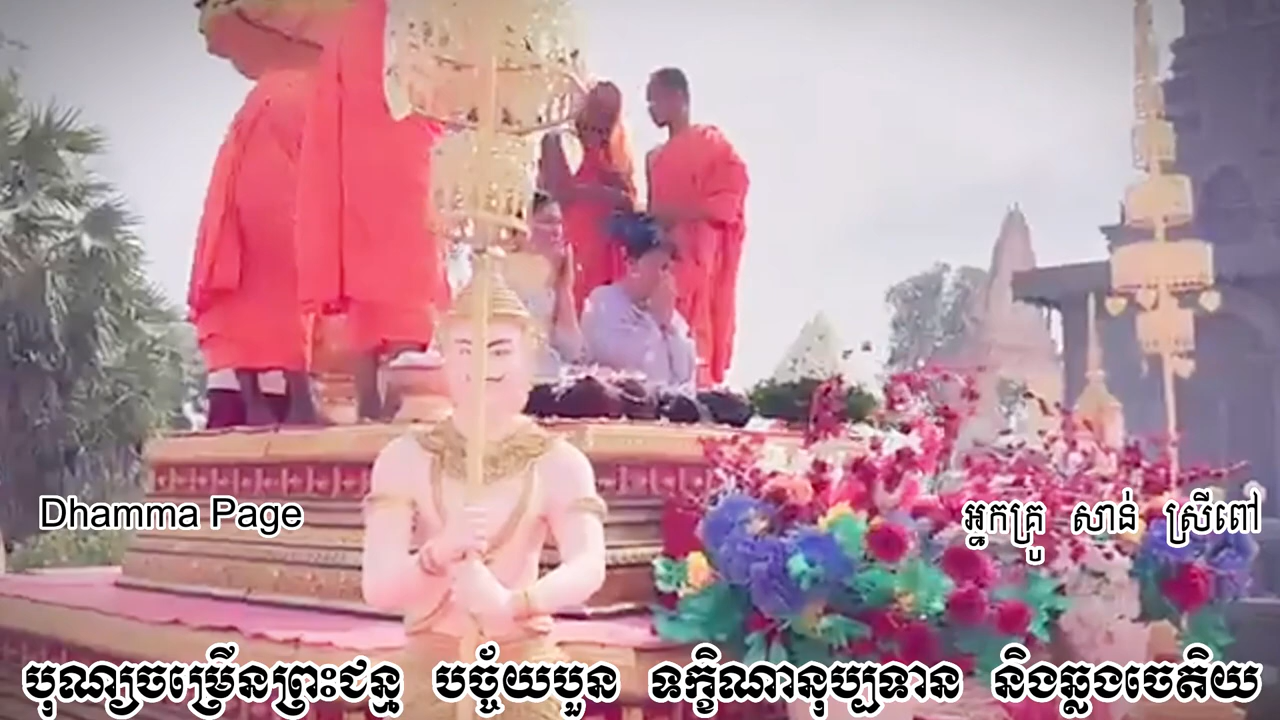 Dhamma Page
អ្នកគ្រូ សាន់ ស្រីពៅ
បុណ្យចម្រើនព្រះជន្ម បច្ច័យបួន ទក្ខិណានុប្បទាន និងឆ្លងចេតិយ